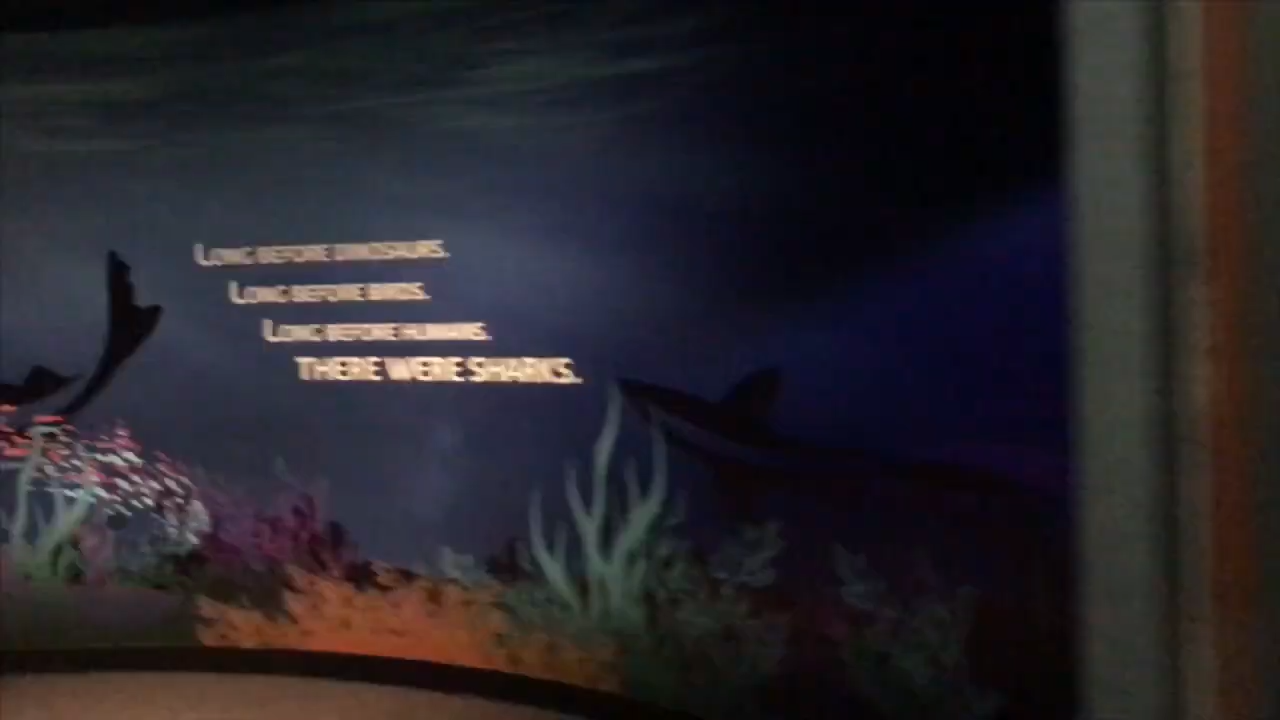 Long before dinosaurs.
Long before birds.
Long before humans.
THERE WERE SHARKS.